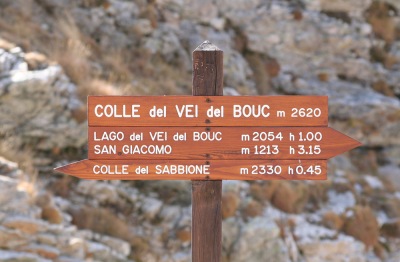 COLLE del VEI del BOUC m 2620
LAGO del VEI del BOUC m 2054 h 1.00
SAN GIACOMO m 1213 h 3.15
COLLE del SABBIONE m 2330 h 0.45